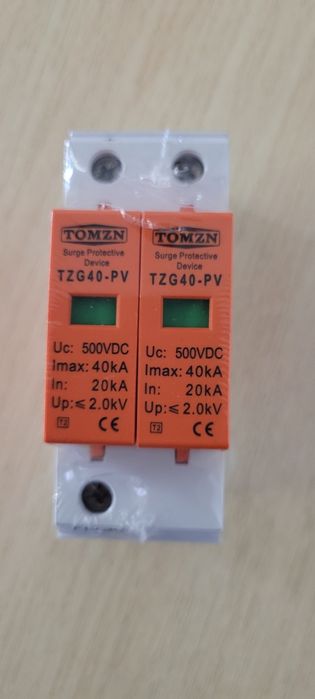 TOMZN
Surge Protective
Device
TZG40-PV
Uc: 500VDC
Imax: 40kA
In: 20kA
Up:≤2.0kV
T2 CE
TOMZN
Surge Protective
Device
TZG40-PV
Uc: 500VDC
Imax: 40kA
In: 20kA
Up:≤2.0kV
T2 CE